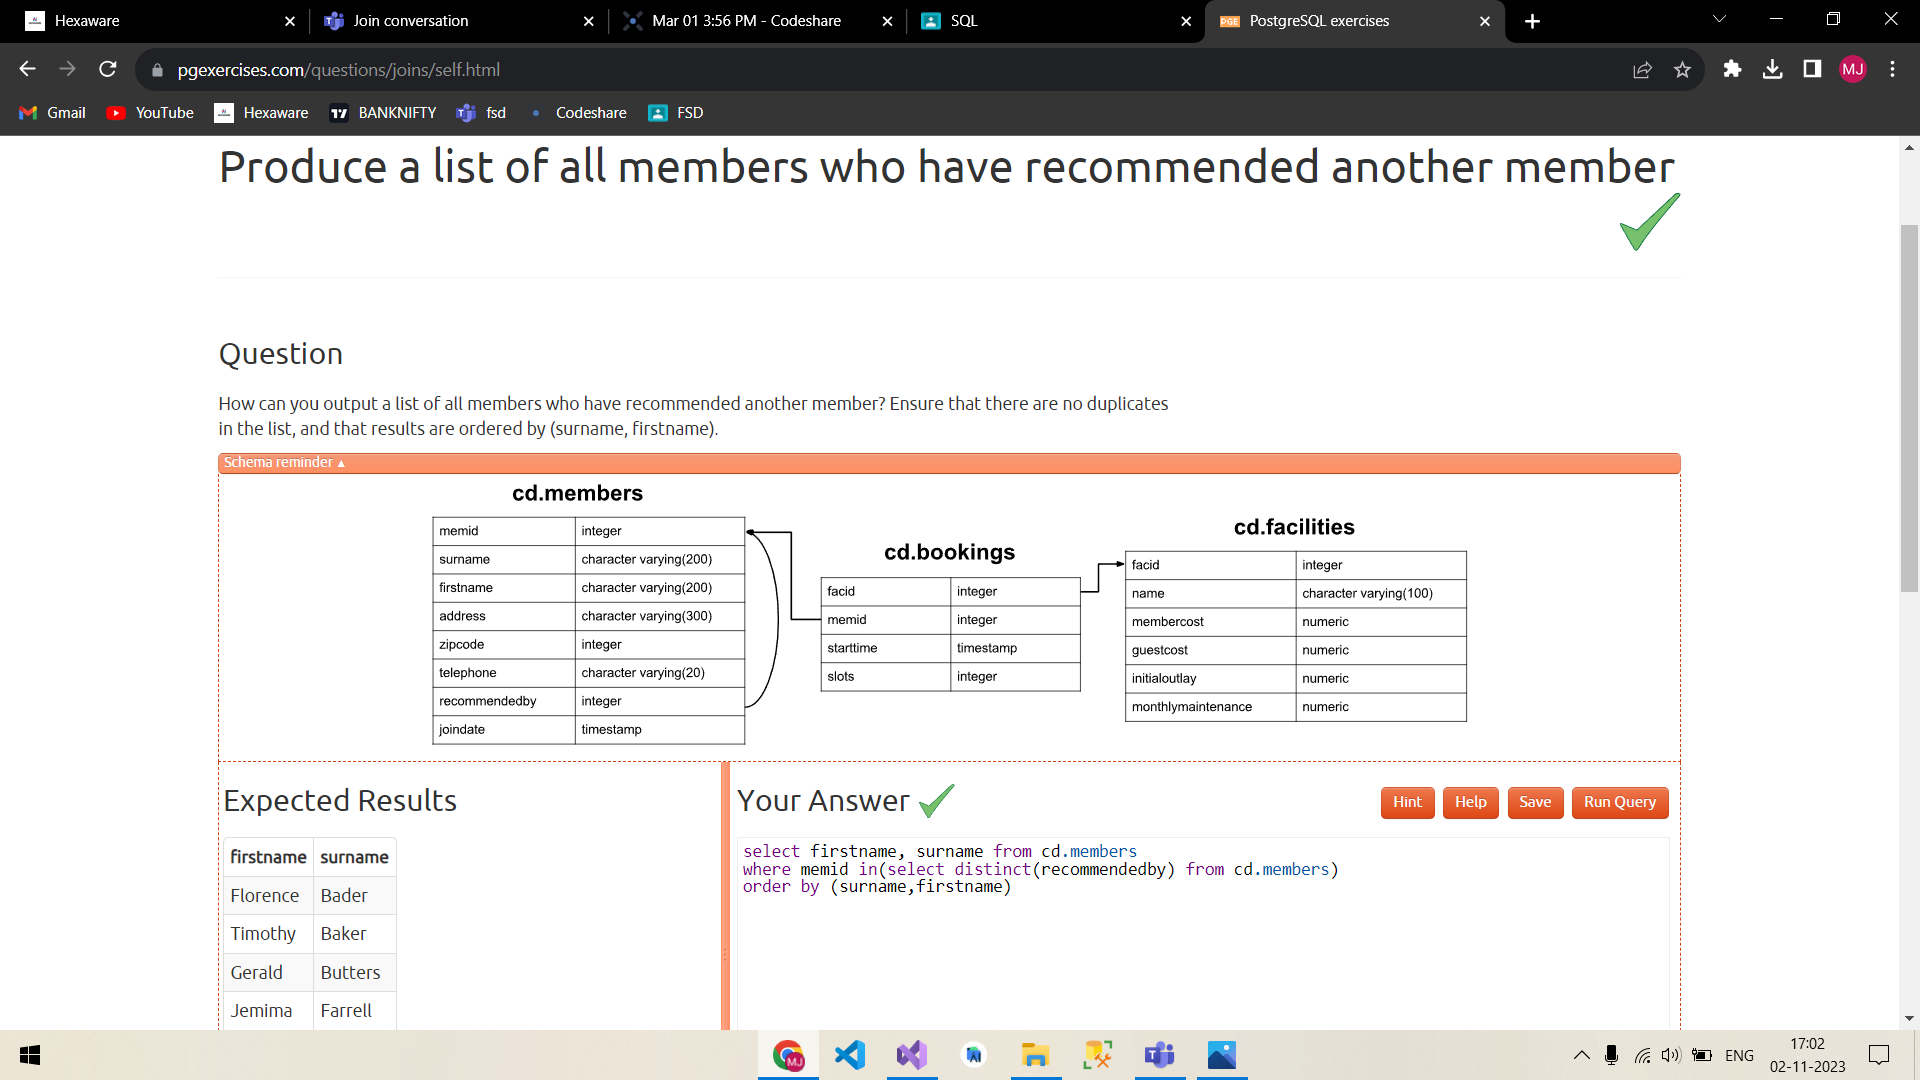 Hexaware
Join conversation
Mar 01 3:56 PM - Codeshare
SQL
PGE PostgreSQL exercises
pgexercises.com/questions/joins/self.html
MJ
Gmail YouTube Hexaware BANKNIFTY fsd Codeshare FSD
Produce a list of all members who have recommended another member
Question
How can you output a list of all members who have recommended another member? Ensure that there are no duplicates
in the list, and that results are ordered by (surname, firstname).
Schema reminder ▲
cd.members
memid integer
surname character varying(200)
firstname character varying(200)
address character varying(300)
zipcode integer
telephone character varying(20)
recommendedby integer
joindate timestamp
cd.bookings
facid integer
memid integer
starttime timestamp
slots integer
cd.facilities
facid integer
name character varying(100)
membercost numeric
guestcost numeric
initialoutlay numeric
monthlymaintenance numeric
Expected Results
firstname surname
Florence Bader
Timothy Baker
Gerald Butters
Jemima Farrell
Your Answer
Hint Help Save Run Query
select firstname, surname from cd.members
where memid in(select distinct(recommendedby) from cd.members)
order by (surname,firstname)
MJ
ENG
17:02
02-11-2023